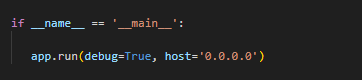 if __name__ == '__main__':
    app.run(debug=True, host='0.0.0.0')